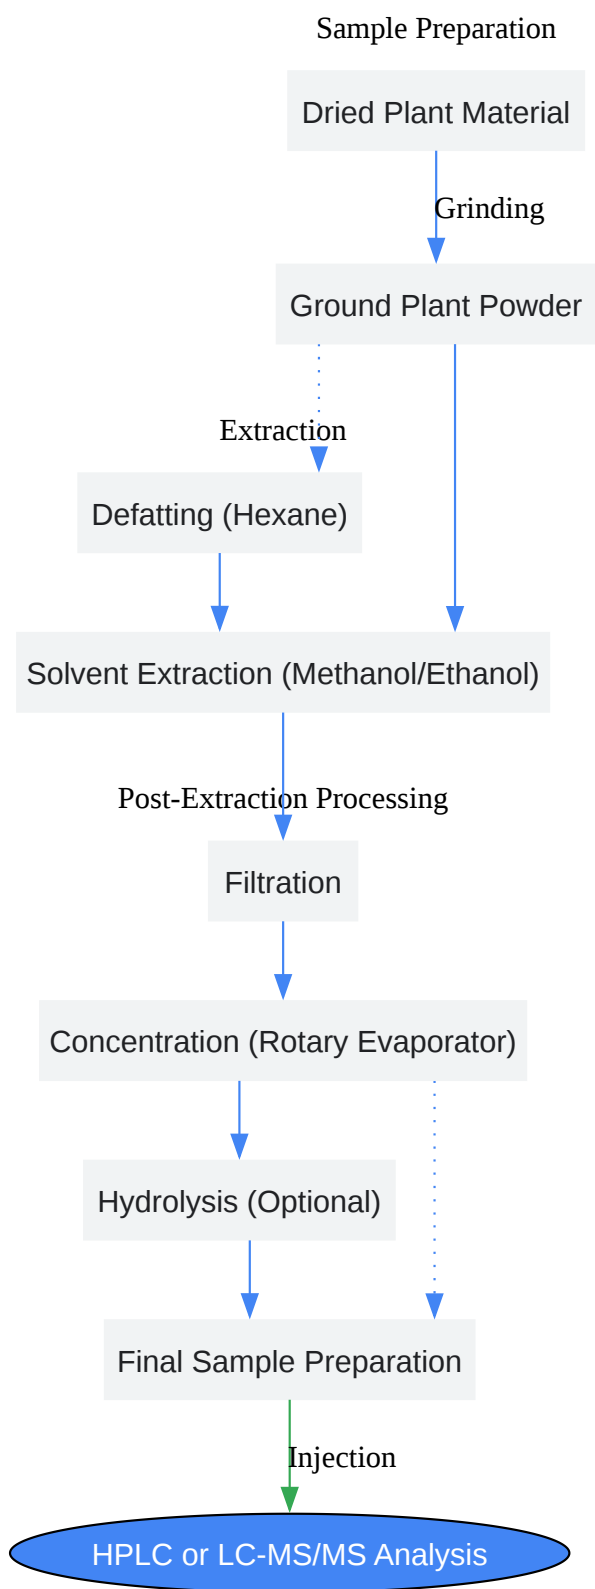 Sample Preparation
Dried Plant Material
Grinding
Ground Plant Powder
Extraction
Defatting (Hexane)
Solvent Extraction (Methanol/Ethanol)
Post-Extraction Processing
Filtration
Concentration (Rotary Evaporator)
Hydrolysis (Optional)
Final Sample Preparation
Injection
HPLC or LC-MS/MS Analysis